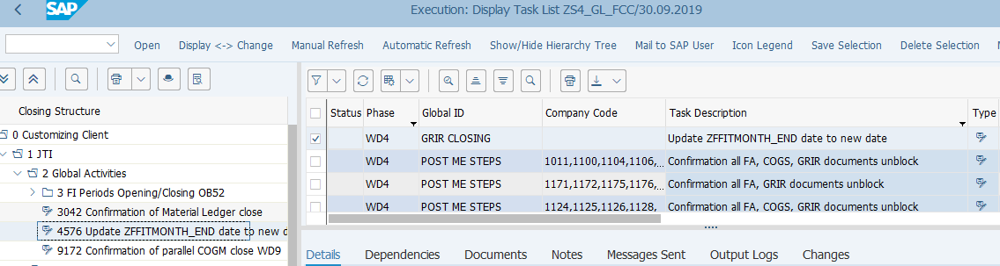 SAP
Execution: Display Task List ZS4_GL_FCC/30.09.2019
Open Display <-> Change Manual Refresh Automatic Refresh Show/Hide Hierarchy Tree Mail to SAP User Icon Legend Save Selection Delete Selection
Closing Structure
0 Customizing Client
1 JTI
2 Global Activities
3 FI Periods Opening/Closing OB52
3042 Confirmation of Material Ledger close
4576 Update ZFFITMONTH_END date to new d
9172 Confirmation of parallel COGM close WD9
Status Phase Global ID Company Code Task Description Type
WD4 GRIR CLOSING Update ZFFITMONTH_END date to new date
WD4 POST ME STEPS 1011,1100,1104,1106,... Confirmation all FA, COGS, GRIR documents unblock
WD4 POST ME STEPS 1171,1172,1175,1176,... Confirmation all FA, GRIR documents unblock
WD4 POST ME STEPS 1124,1125,1126,1128, Confirmation all FA, COGS, GRIR documents unblock
Details Dependencies Documents Notes Messages Sent Output Logs Changes